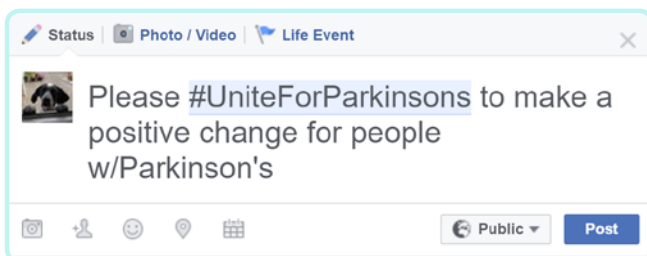 Status Photo / Video Life Event
Please #UniteForParkinsons to make a
positive change for people
w/Parkinson's
Public Post